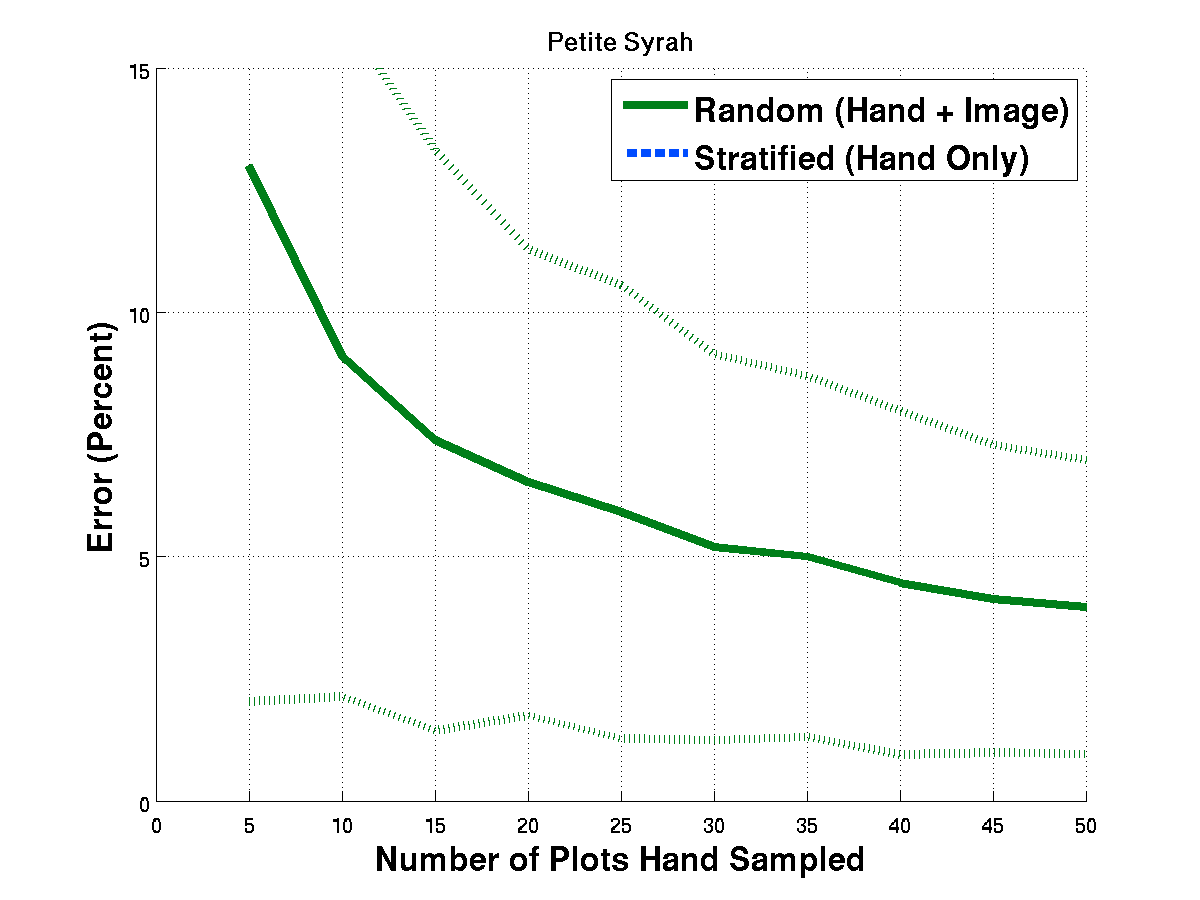 Petite Syrah
Random (Hand + Image)
Stratified (Hand Only)
15
10
5
0
Error (Percent)
0 5 10 15 20 25 30 35 40 45 50
Number of Plots Hand Sampled